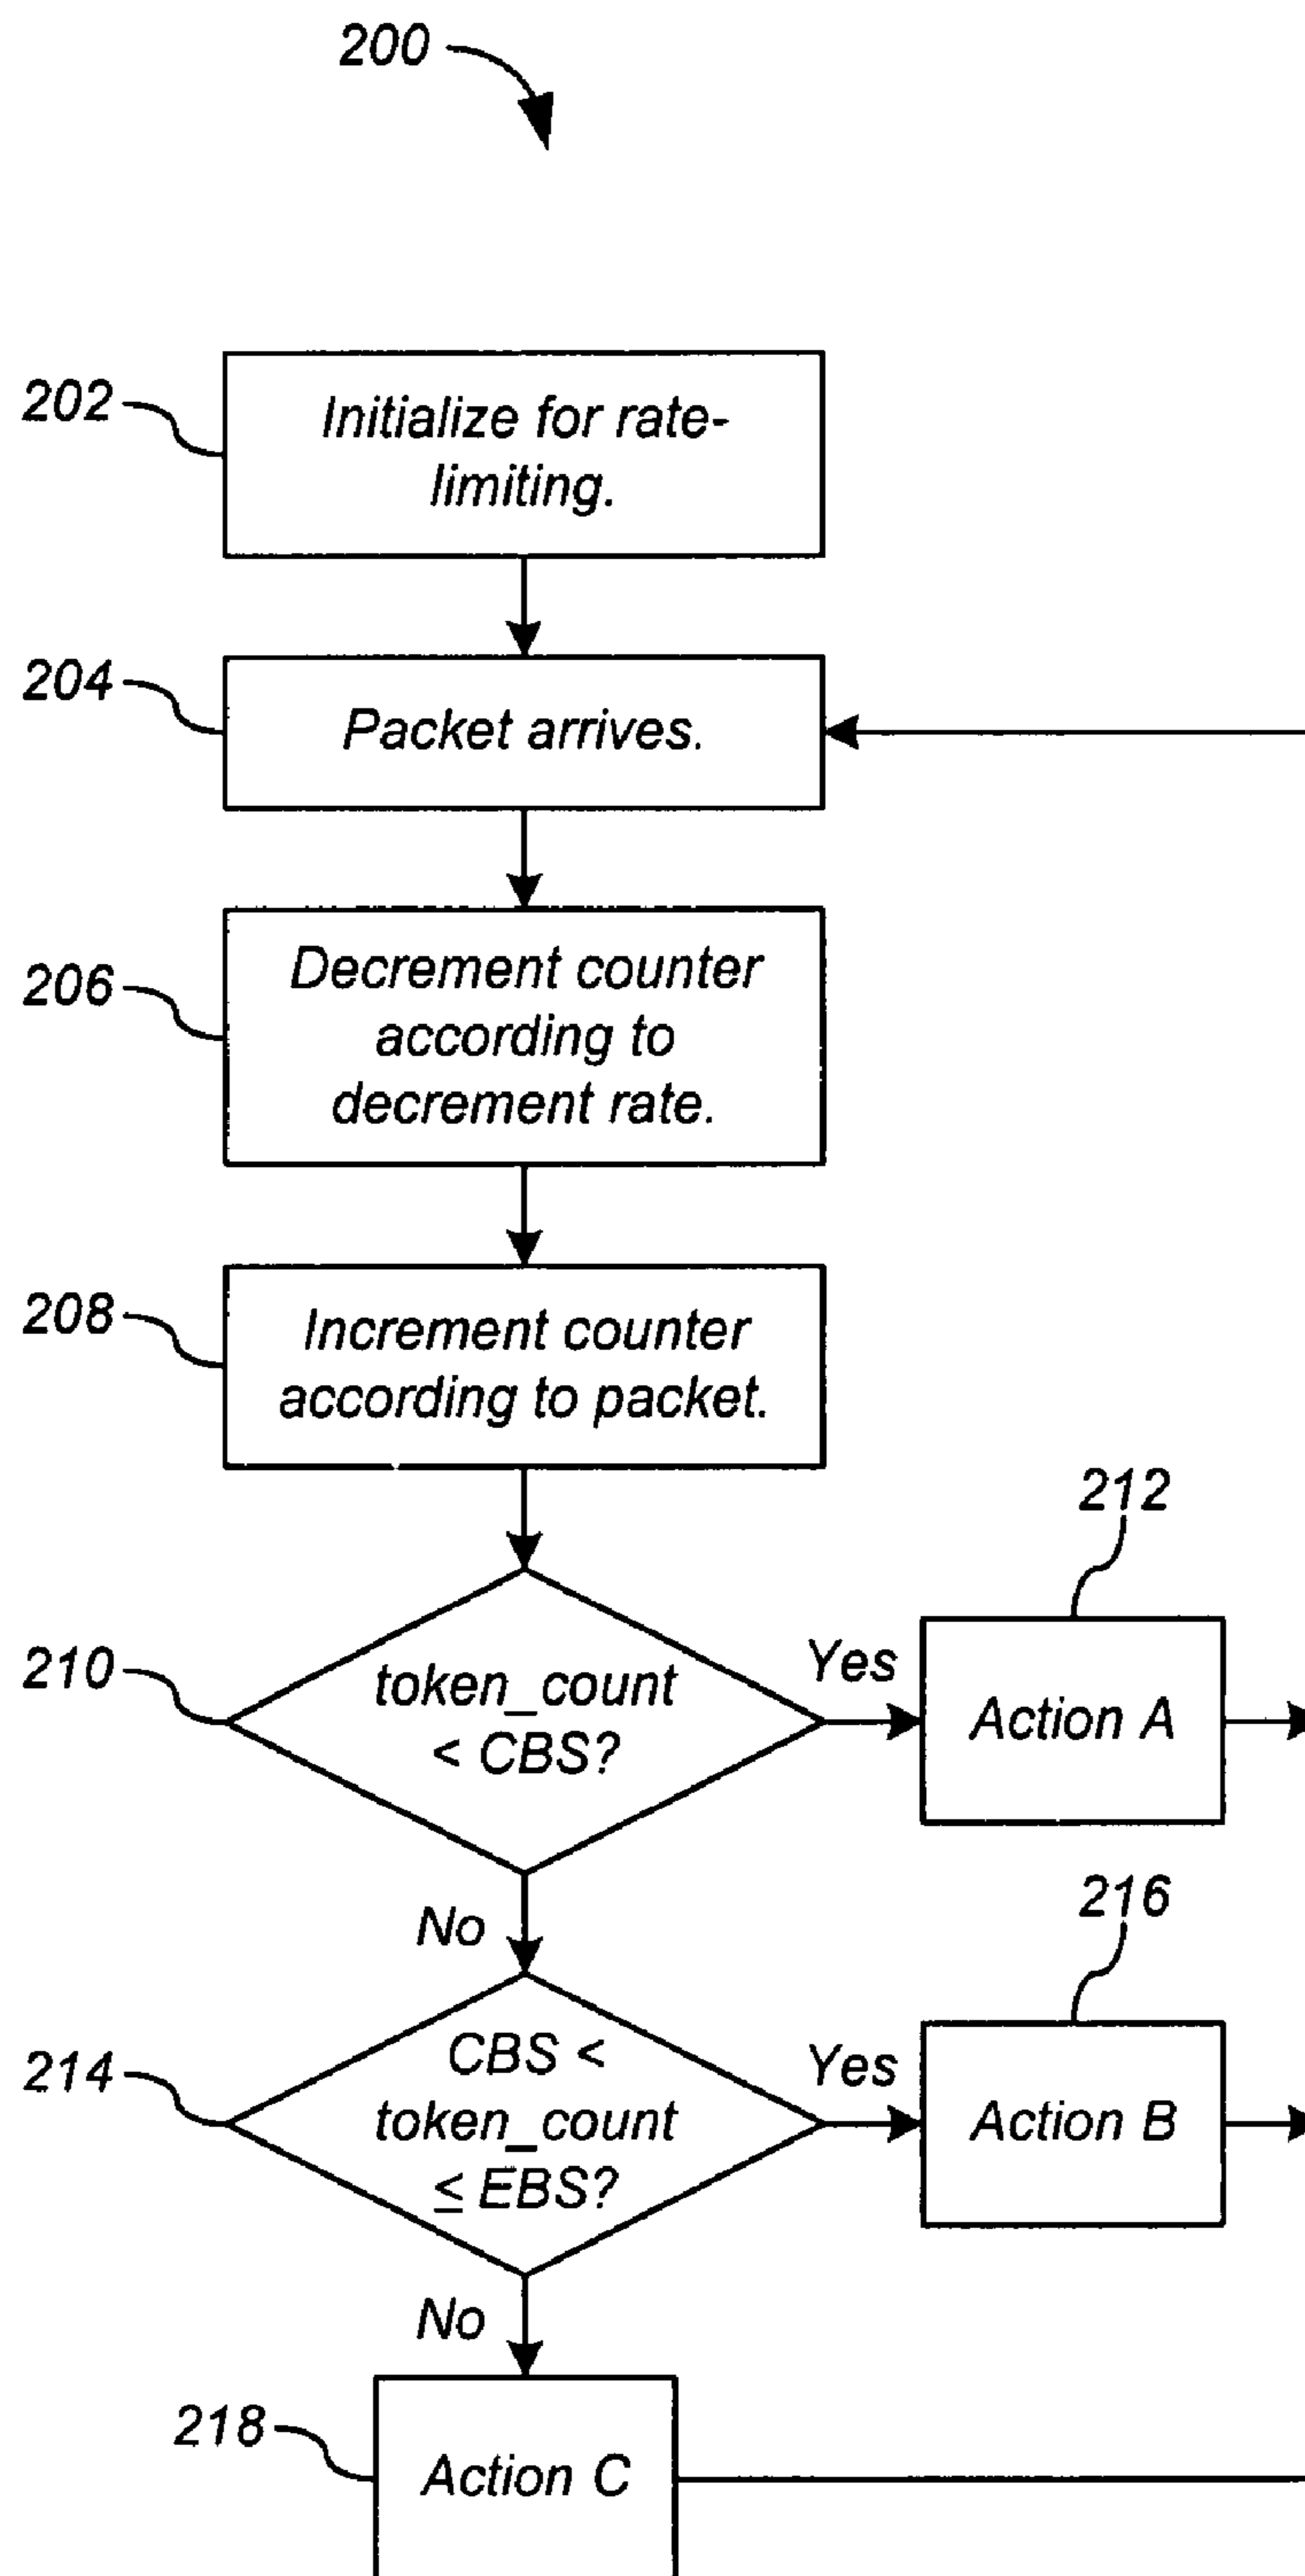 200
202
Initialize for rate-
limiting.
204
Packet arrives.
206
Decrement counter
according to
decrement rate.
208
Increment counter
according to packet.
212
210
token_count
< CBS?
Yes
Action A
No
216
214
CBS <
token_count
≤ EBS?
Yes
Action B
No
218
Action C